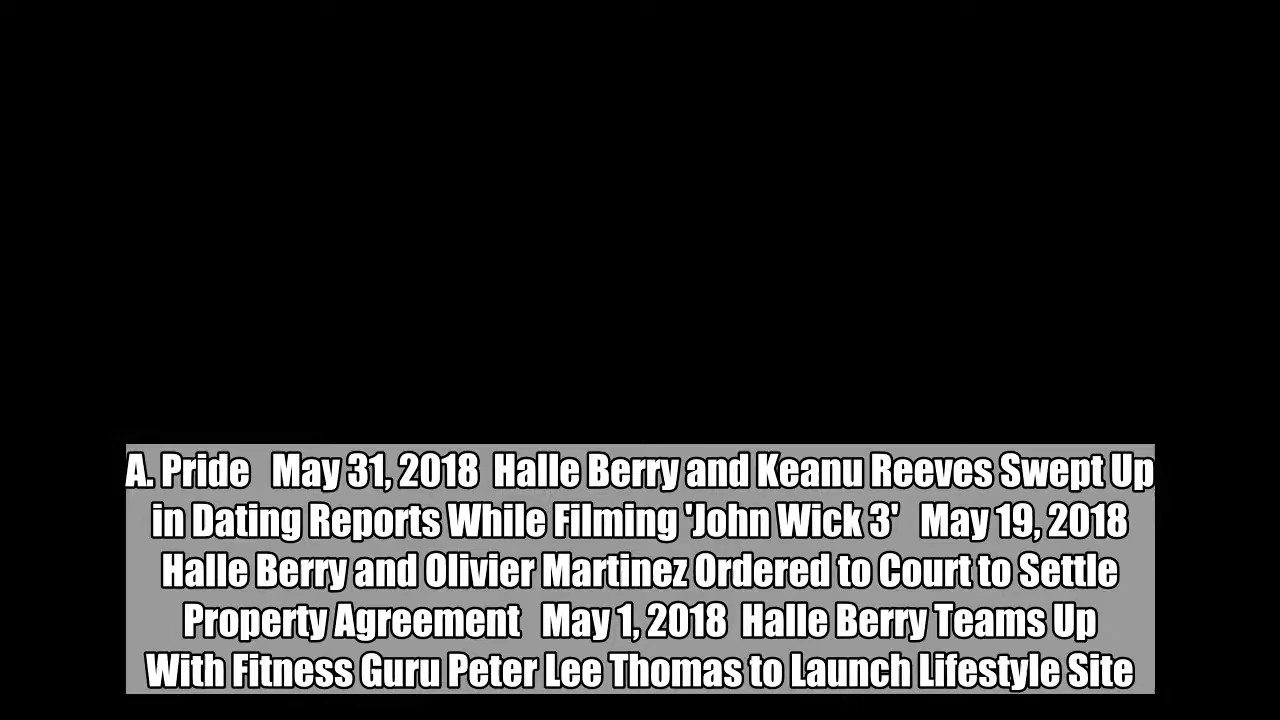 A. Pride   May 31, 2018  Halle Berry and Keanu Reeves Swept Up
in Dating Reports While Filming 'John Wick 3'   May 19, 2018
Halle Berry and Olivier Martinez Ordered to Court to Settle
Property Agreement   May 1, 2018  Halle Berry Teams Up
With Fitness Guru Peter Lee Thomas to Launch Lifestyle Site